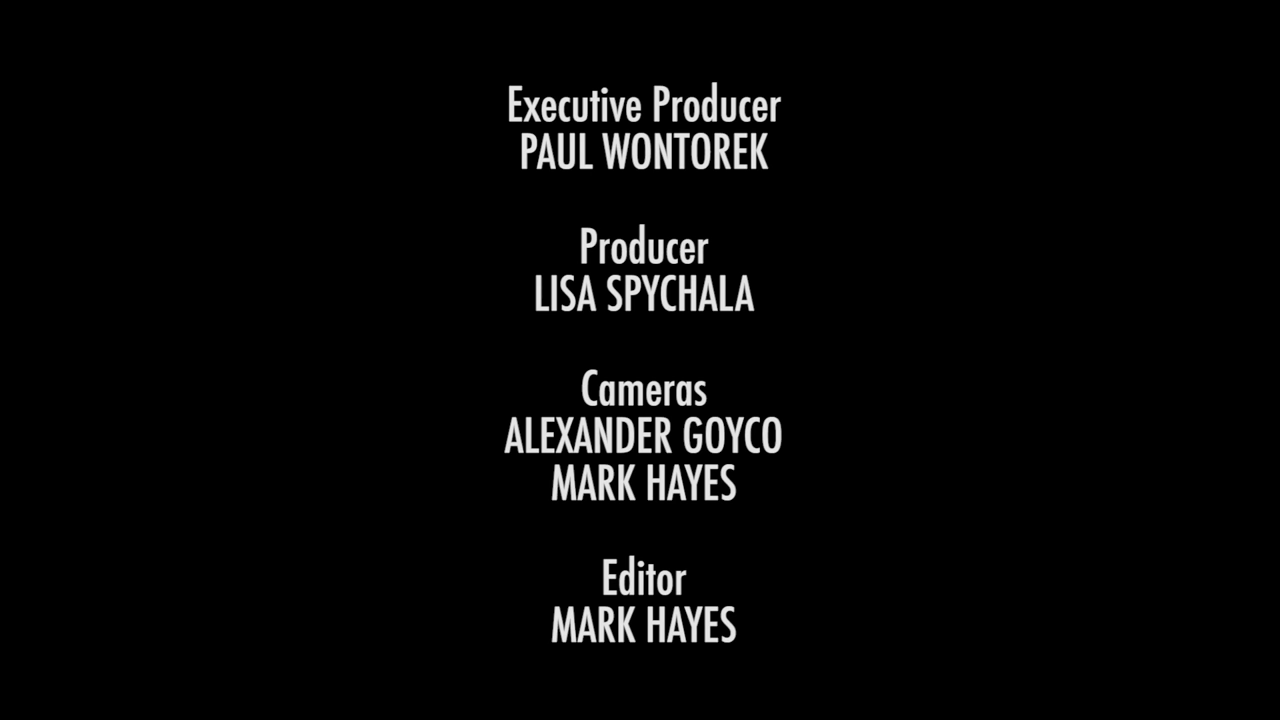 Executive Producer
PAUL WONTOREK
Producer
LISA SPYCHALA
Cameras
ALEXANDER GOYCO
MARK HAYES
Editor
MARK HAYES